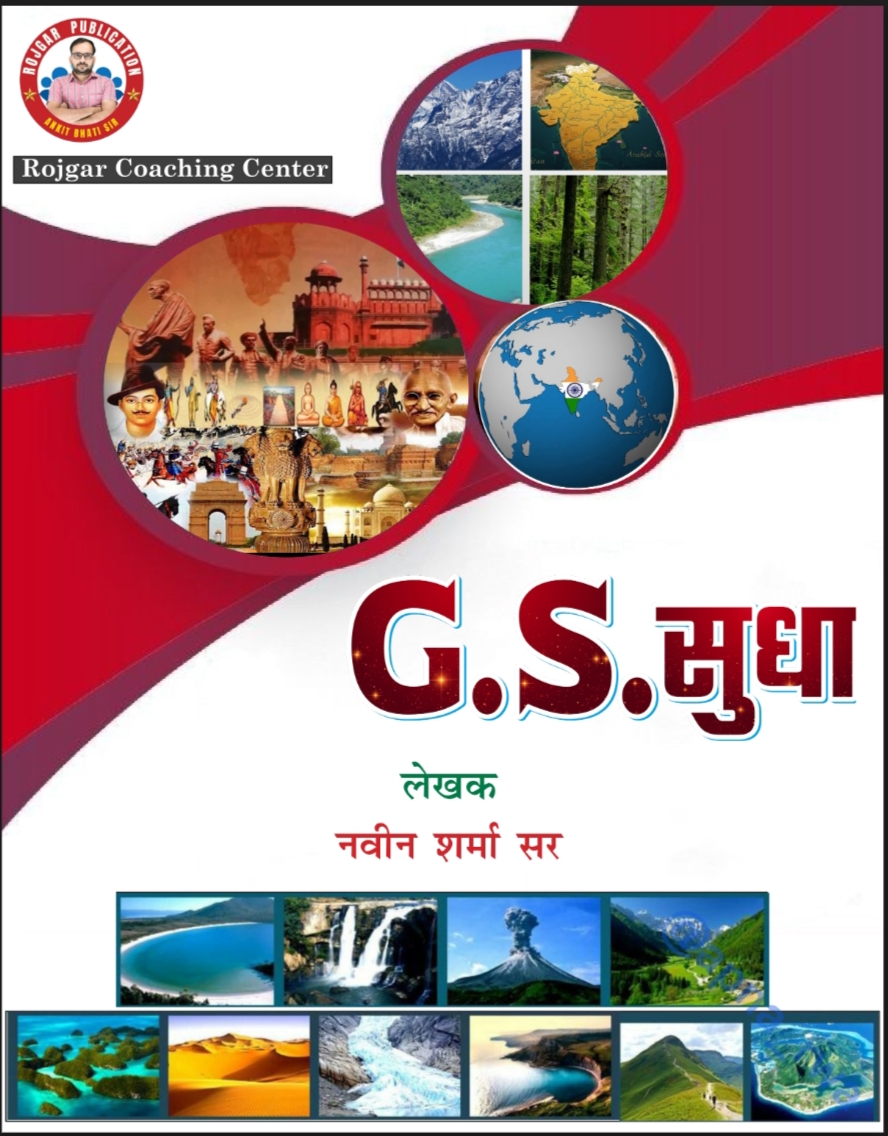 ROJGAR PUBLICATION
ANKIT BHATI SIR
Rojgar Coaching Center
G.S.सुधा
लेखक
नवीन शर्मा सर